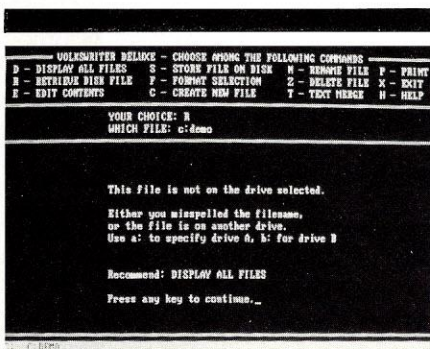 VOLKSWRITER DELUXE - CHOOSE AMONG THE FOLLOWING COMMANDS
D - DISPLAY ALL FILES S - STORE FILE ON DISK N - RENAME FILE P - PRINT
R - RETRIEVE DISK FILE F - FORMAT SELECTION Z - DELETE FILE X - EXIT
E - EDIT CONTENTS C - CREATE NEW FILE T - TEXT MERGE H - HELP
YOUR CHOICE: R
WHICH FILE: c:demo
This file is not on the drive selected.
Either you misspelled the filename,
or the file is on another drive.
Use a: to specify drive A, b: for drive B
Recommend: DISPLAY ALL FILES
Press any key to continue._
C:DEMO